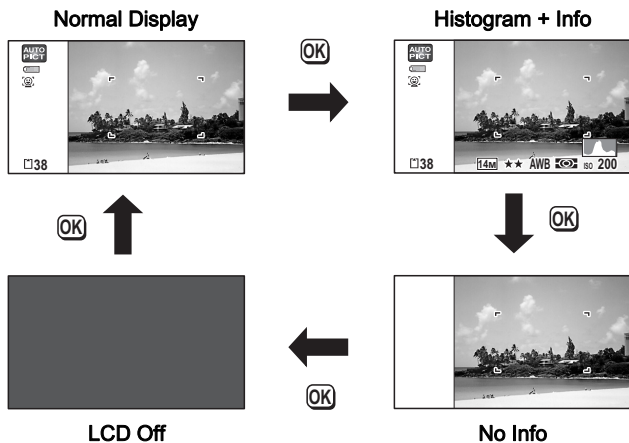 Normal Display
Histogram + Info
OK
AUTO
PICT
38
AUTO
PICT
38
14M ★★ AWB ISO 200
OK
OK
OK
LCD Off
No Info